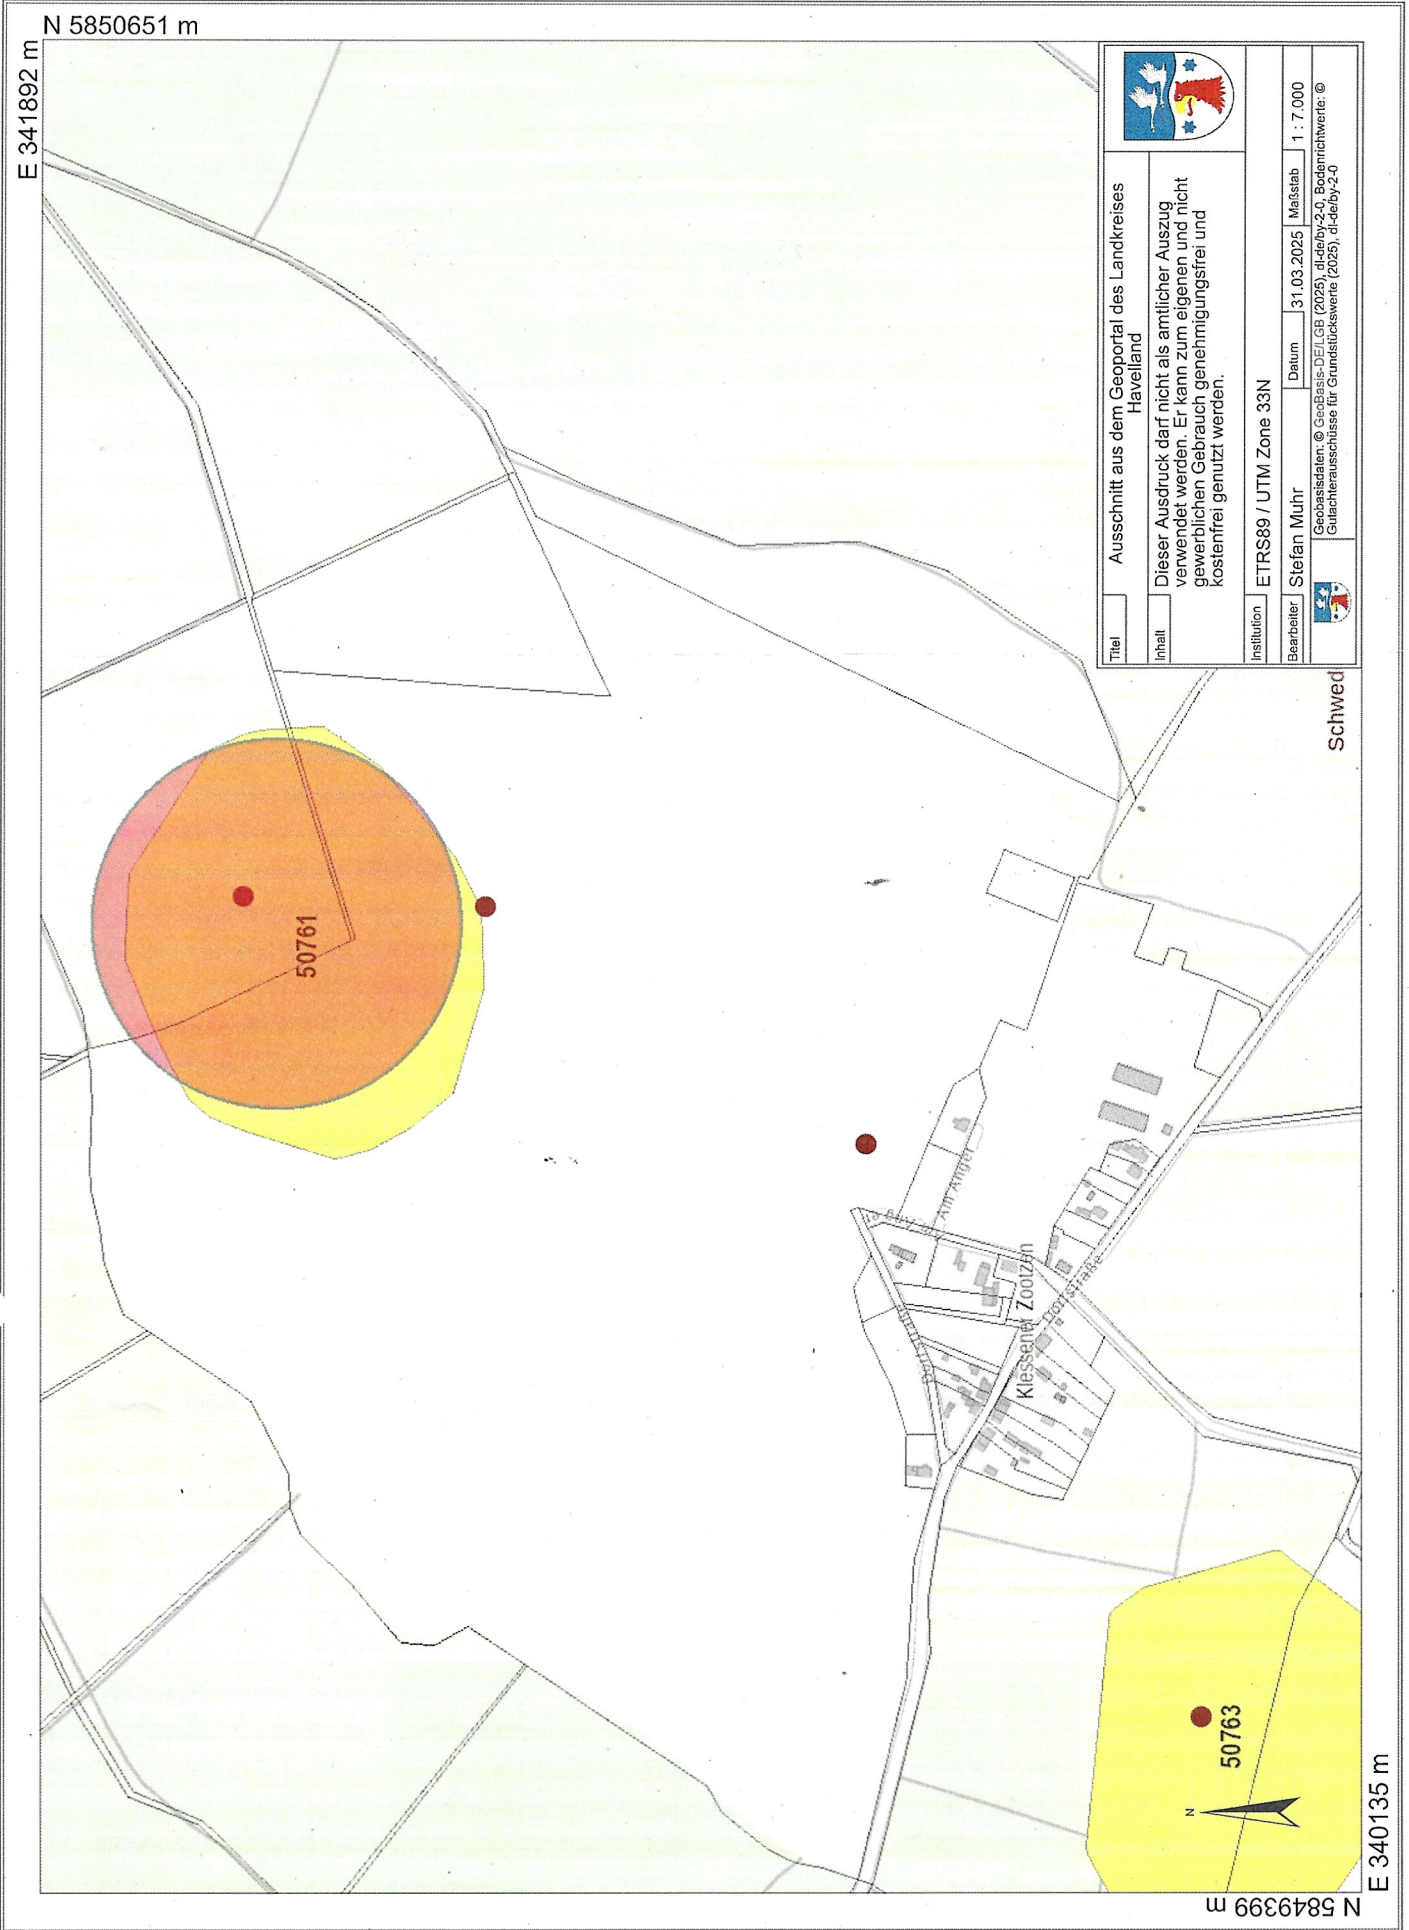 N 5850651 m
E 341892 m
50761
Am Anger
Dorfstraße
Klessener Zootzen
Dorfstraße
50763
N
Schwed
Titel
Ausschnitt aus dem Geoportal des Landkreises
Havelland
Inhalt
Dieser Ausdruck darf nicht als amtlicher Auszug
verwendet werden. Er kann zum eigenen und nicht
gewerblichen Gebrauch genehmigungsfrei und
kostenfrei genutzt werden.
Institution
ETRS89 / UTM Zone 33N
Bearbeiter
Stefan Muhr
Datum
31.03.2025
Maßstab
1 : 7.000
Geobasisdaten: © GeoBasis-DE/LGB (2025), dl-de/by-2-0, Bodenrichtwerte: ©
Gutachterausschüsse für Grundstückswerte (2025), dl-de/by-2-0
E 340135 m
N 5849399 m